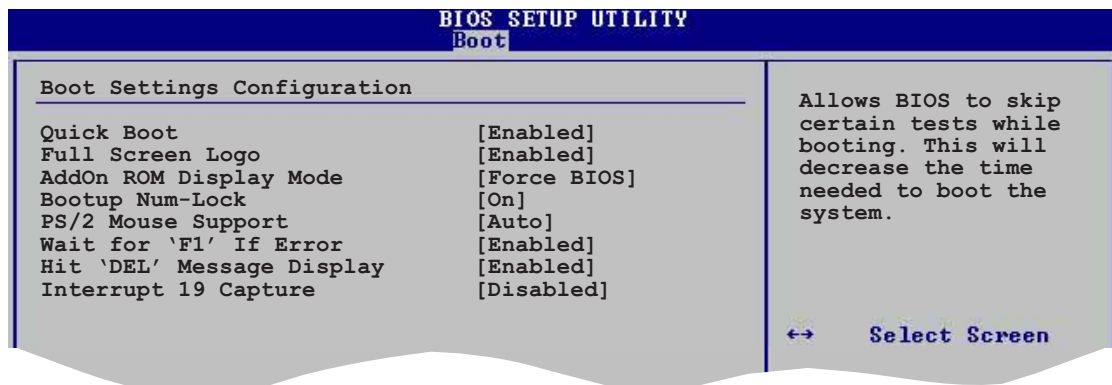 BIOS SETUP UTILITY
Boot
Boot Settings Configuration
Quick Boot [Enabled]
Full Screen Logo [Enabled]
AddOn ROM Display Mode [Force BIOS]
Bootup Num-Lock [On]
PS/2 Mouse Support [Auto]
Wait for ‘F1’ If Error [Enabled]
Hit ‘DEL’ Message Display [Enabled]
Interrupt 19 Capture [Disabled]
Allows BIOS to skip
certain tests while
booting. This will
decrease the time
needed to boot the
system.
↔ Select Screen